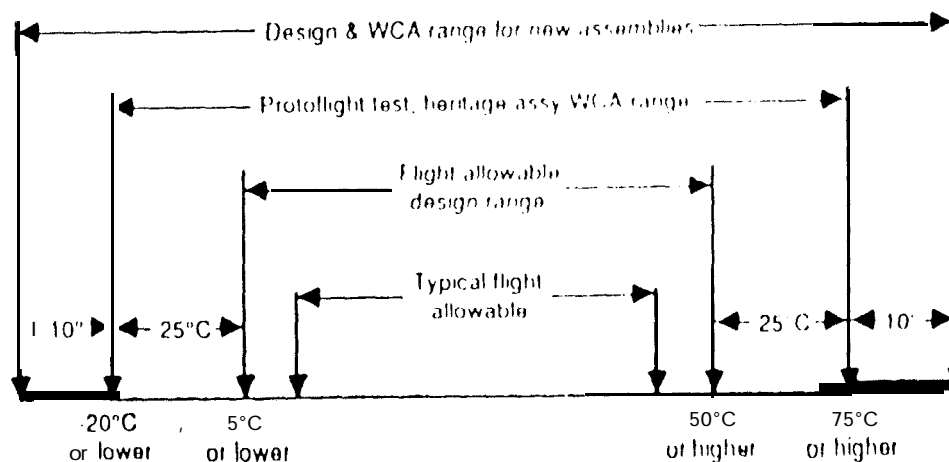 Design & WCA range for new assemblies
Protoflight test, heritage assy WCA range
Flight allowable
design range
Typical flight
allowable
10°
25°C
25°C
10°
-20°C
or lower
5°C
or lower
50°C
or higher
75°C
or higher